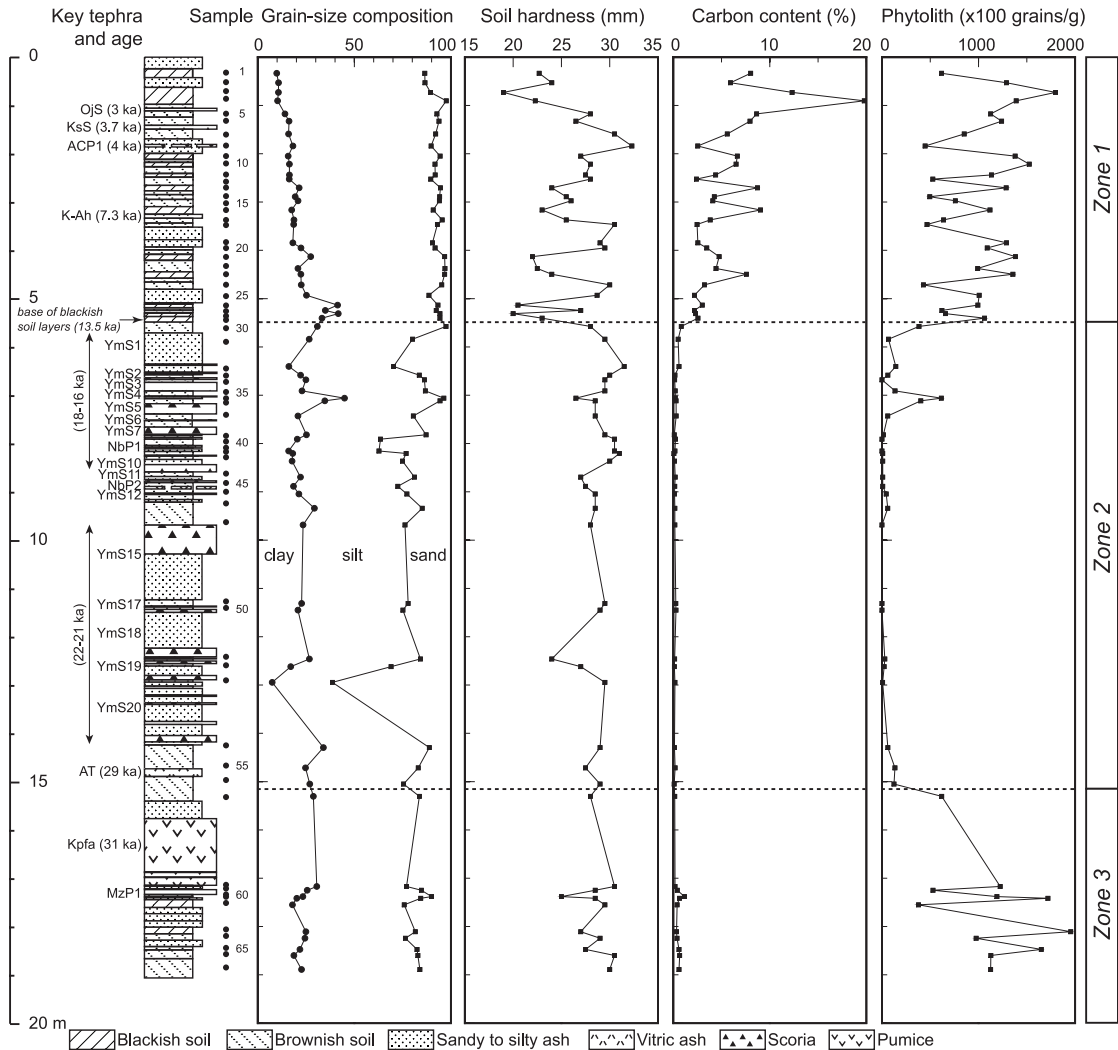 Key tephra and age
Sample
Grain-size composition
Soil hardness (mm)
Carbon content (%)
Phytolith (x100 grains/g)
0 50 100
15 20 25 30 35
0 10 20
0 1000 2000
0
5
10
15
20 m
OjS (3 ka)
KsS (3.7 ka)
ACP1 (4 ka)
K-Ah (7.3 ka)
base of blackish
soil layers (13.5 ka)
YmS1
YmS2
YmS3
YmS4
YmS5
YmS6
YmS7
NbP1
YmS10
YmS11
NbP2
YmS12
(18-16 ka)
YmS15
YmS17
YmS18
YmS19
YmS20
(22-21 ka)
AT (29 ka)
Kpfa (31 ka)
MzP1
1
5
10
15
20
25
30
35
40
45
50
55
60
65
clay silt sand
Zone 1
Zone 2
Zone 3
Blackish soil Brownish soil Sandy to silty ash Vitric ash Scoria Pumice